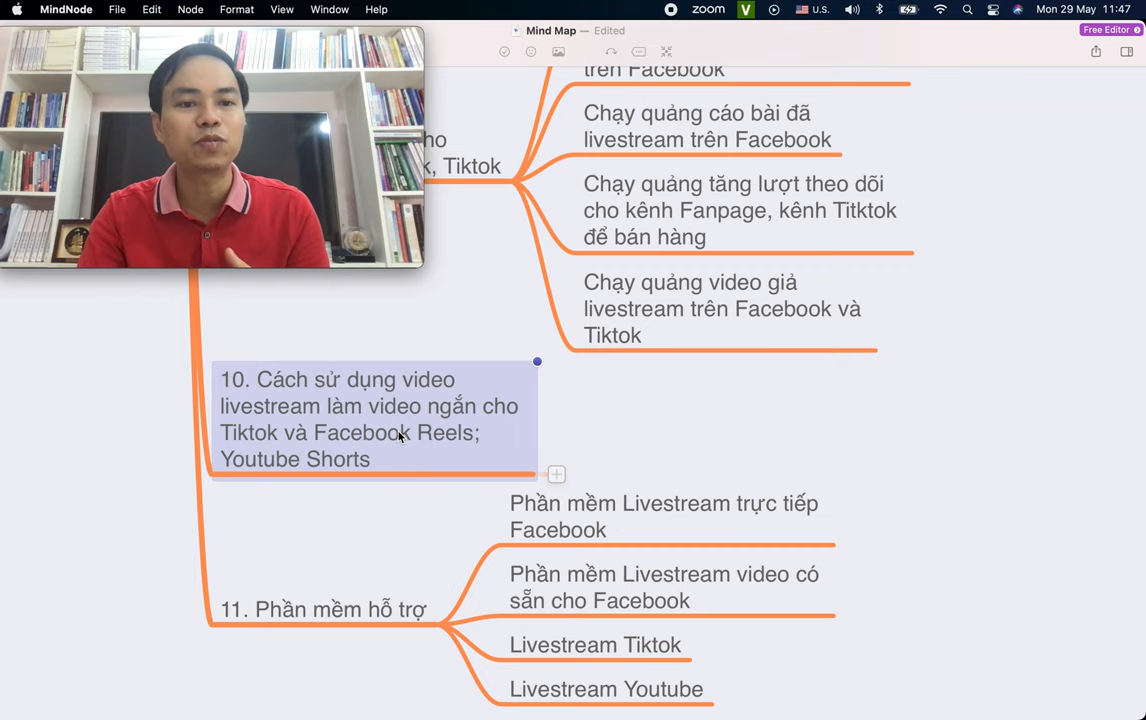 MindNode File Edit Node Format View Window Help
zoom V U.S. Mon 29 May 11:47
Mind Map — Edited
Free Editor
trên Facebook
Chạy quảng cáo bài đã
livestream trên Facebook
ho
k, Tiktok
Chạy quảng tăng lượt theo dõi
cho kênh Fanpage, kênh Titktok
để bán hàng
Chạy quảng video giả
livestream trên Facebook và
Tiktok
10. Cách sử dụng video
livestream làm video ngắn cho
Tiktok và Facebook Reels;
Youtube Shorts
Phần mềm Livestream trực tiếp
Facebook
Phần mềm Livestream video có
sẵn cho Facebook
11. Phần mềm hỗ trợ
Livestream Tiktok
Livestream Youtube